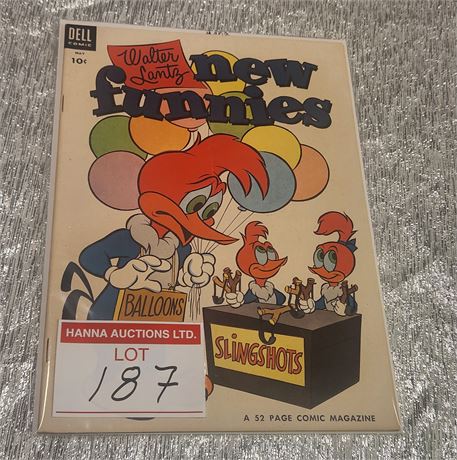 DELL
COMIC
MAY
10¢
Walter
Lantz
new
funnies
BALLOONS
SLINGSHOTS
HANNA AUCTIONS LTD.
LOT
187
A 52 PAGE COMIC MAGAZINE